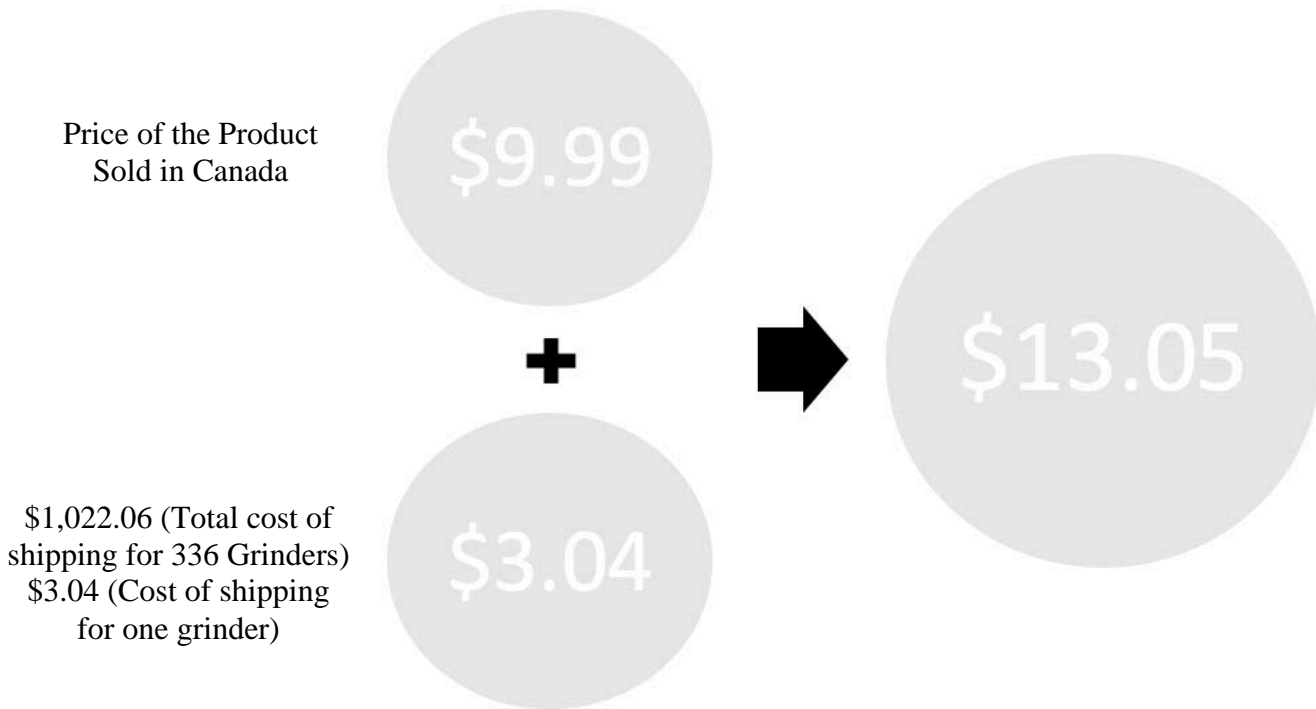 Price of the Product
Sold in Canada
$9.99
$1,022.06 (Total cost of
shipping for 336 Grinders)
$3.04 (Cost of shipping
for one grinder)
$3.04
$13.05